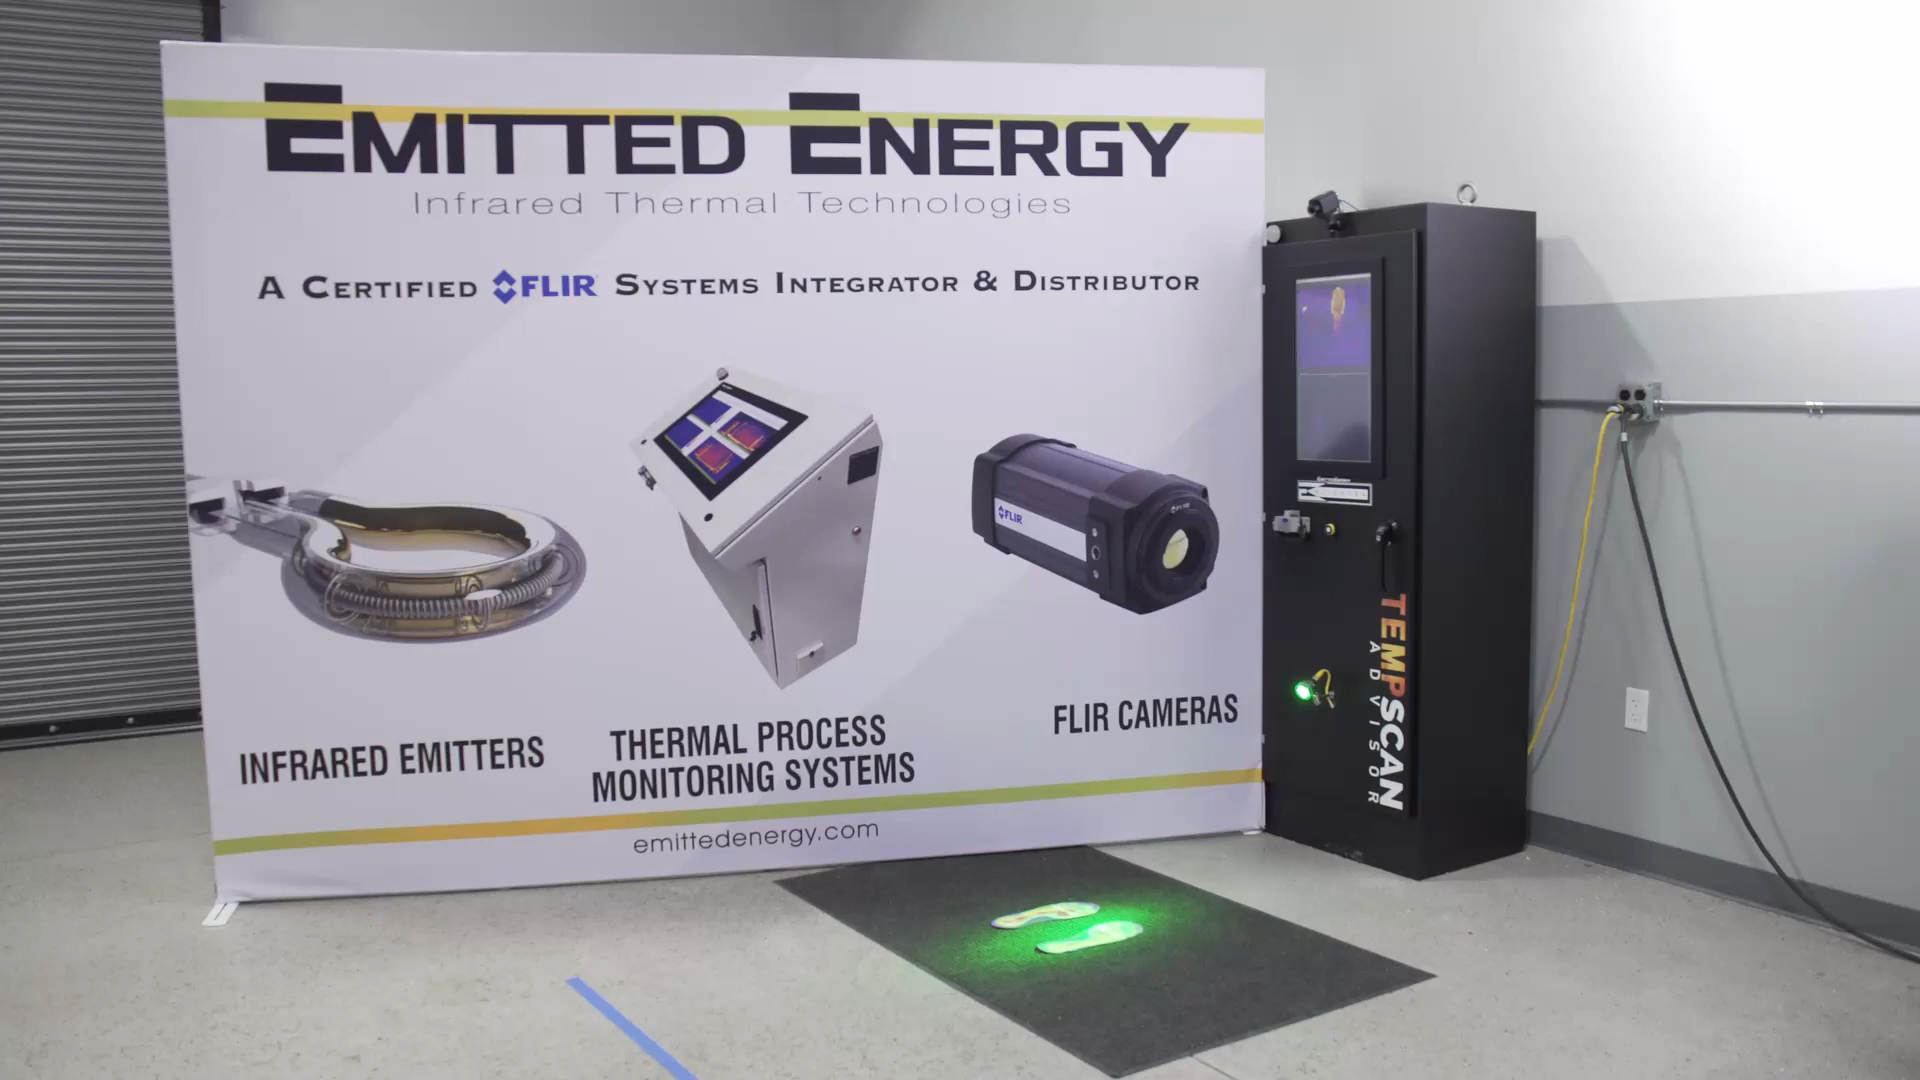 EMITTED ENERGY
Infrared Thermal Technologies
A CERTIFIED FLIR SYSTEMS INTEGRATOR & DISTRIBUTOR
FLIR
INFRARED EMITTERS
THERMAL PROCESS
MONITORING SYSTEMS
FLIR CAMERAS
emittedenergy.com
TEMPSCAN
ADVISOR